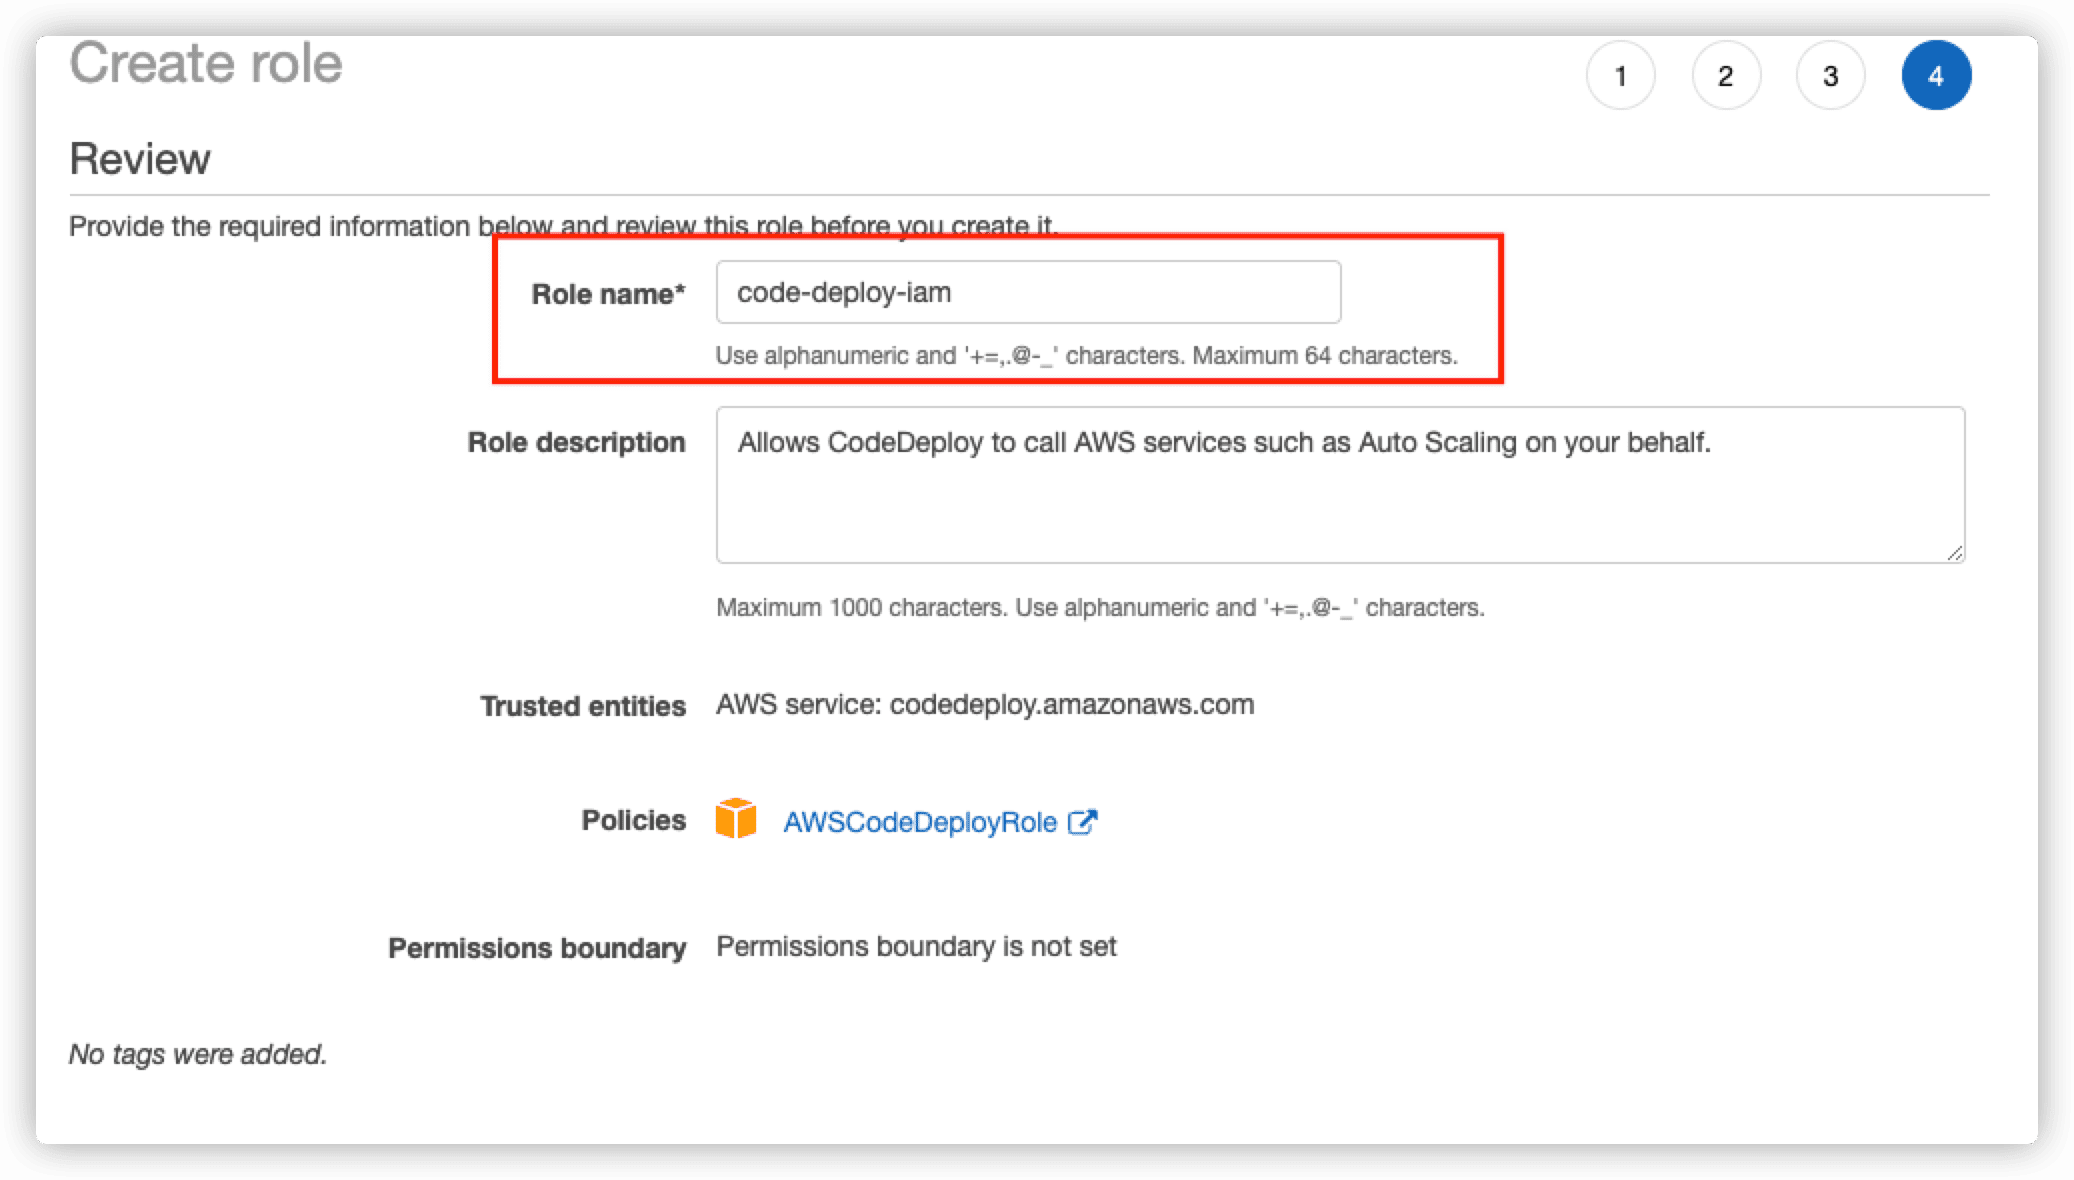 Create role
1 2 3 4
Review
Provide the required information below and review this role before you create it.
Role name* code-deploy-iam
Use alphanumeric and '+=,.@-_' characters. Maximum 64 characters.
Role description Allows CodeDeploy to call AWS services such as Auto Scaling on your behalf.
Maximum 1000 characters. Use alphanumeric and '+=,.@-_' characters.
Trusted entities AWS service: codedeploy.amazonaws.com
Policies AWSCodeDeployRole
Permissions boundary Permissions boundary is not set
No tags were added.